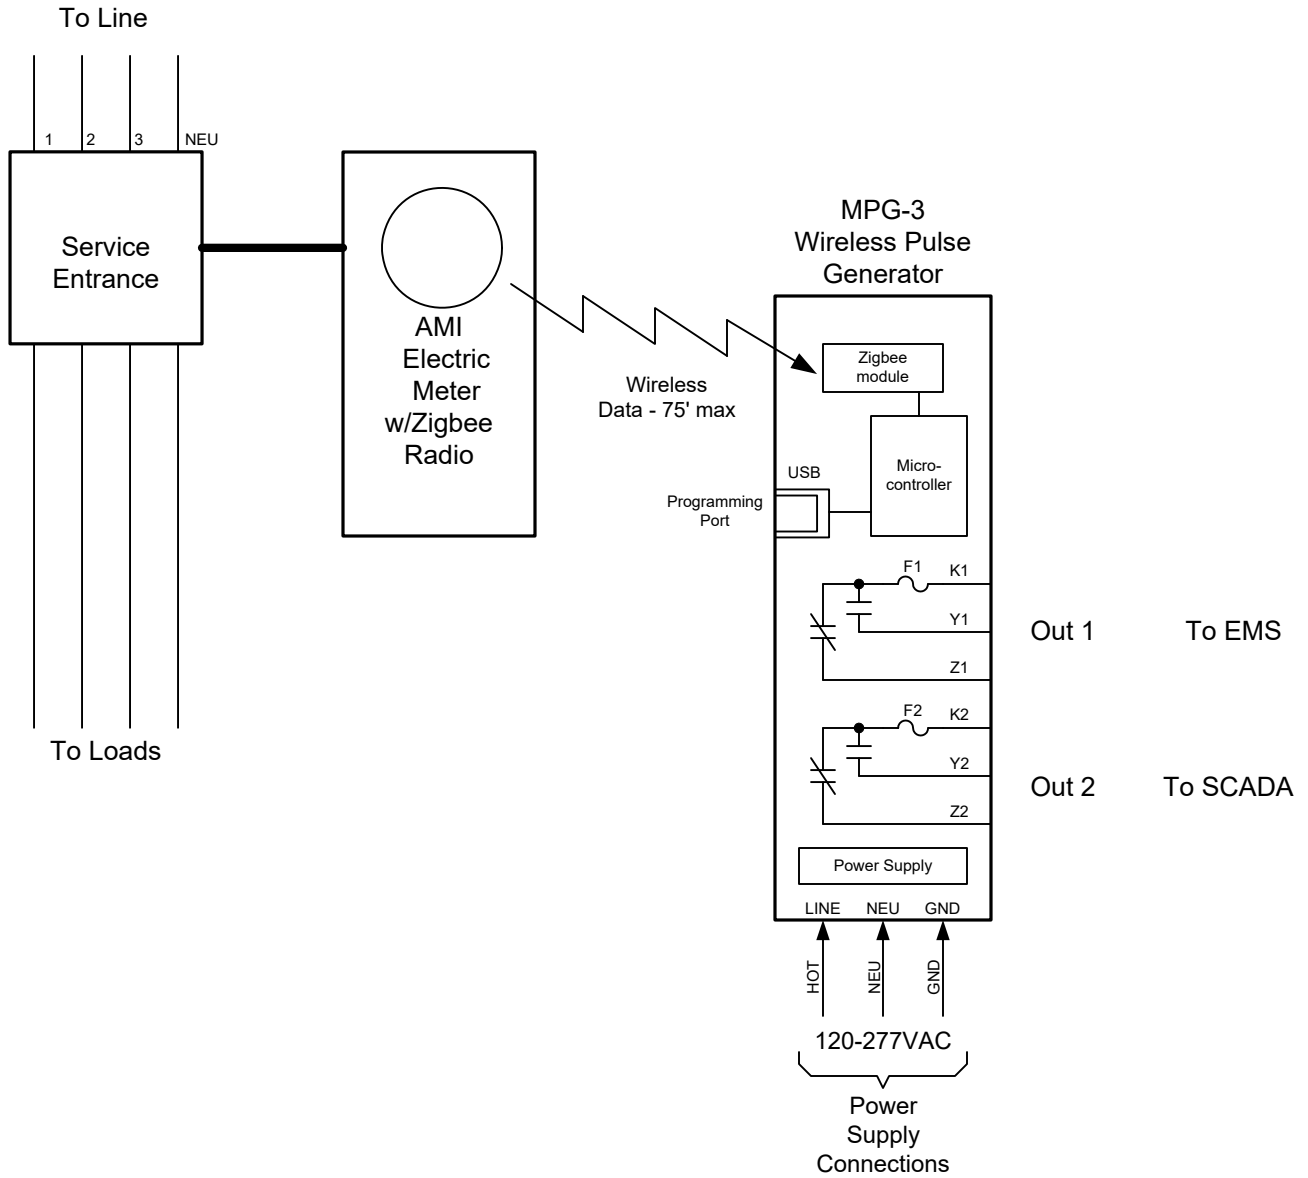 To Line
1
2
3
NEU
Service
Entrance
To Loads
AMI
Electric
Meter
w/Zigbee
Radio
Wireless
Data - 75' max
MPG-3
Wireless Pulse
Generator
Zigbee
module
Micro-
controller
USB
Programming
Port
F1
K1
Y1
Z1
Out 1
To EMS
F2
K2
Y2
Z2
Out 2
To SCADA
Power Supply
LINE
NEU
GND
HOT
NEU
GND
120-277VAC
Power
Supply
Connections